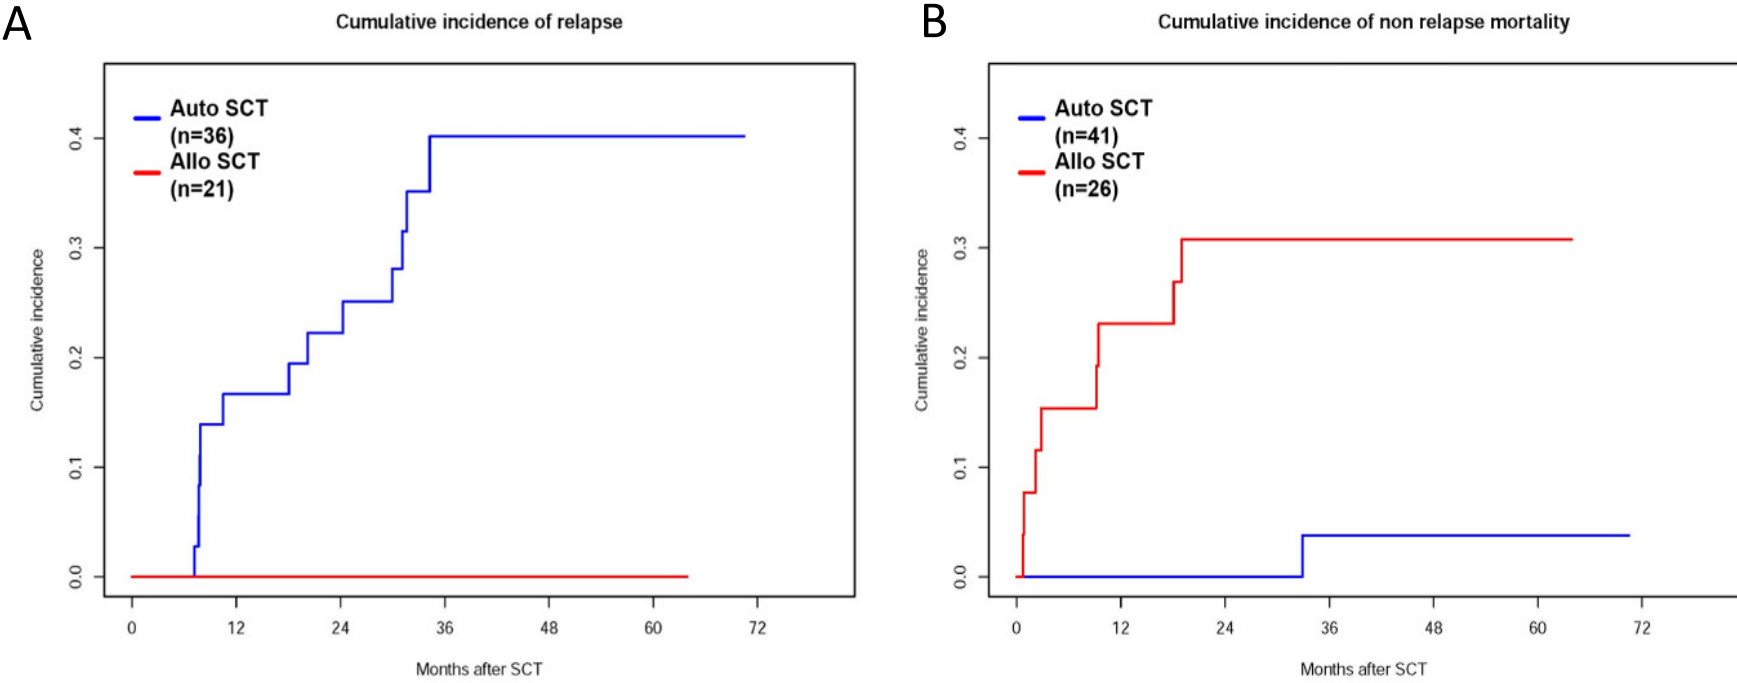 A
Cumulative incidence of relapse
Auto SCT
(n=36)
Allo SCT
(n=21)
Cumulative incidence
0.0
0.1
0.2
0.3
0.4
0
12
24
36
48
60
72
Months after SCT
B
Cumulative incidence of non relapse mortality
Auto SCT
(n=41)
Allo SCT
(n=26)
Cumulative incidence
0.0
0.1
0.2
0.3
0.4
0
12
24
36
48
60
72
Months after SCT